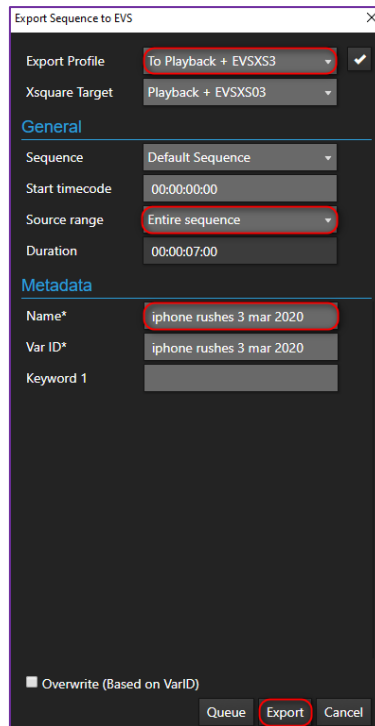 Export Sequence to EVS
Export Profile To Playback + EVSXS3
Xsquare Target Playback + EVSXS03
General
Sequence Default Sequence
Start timecode 00:00:00:00
Source range Entire sequence
Duration 00:00:07:00
Metadata
Name* iphone rushes 3 mar 2020
Var ID* iphone rushes 3 mar 2020
Keyword 1
Overwrite (Based on VarID)
Queue Export Cancel